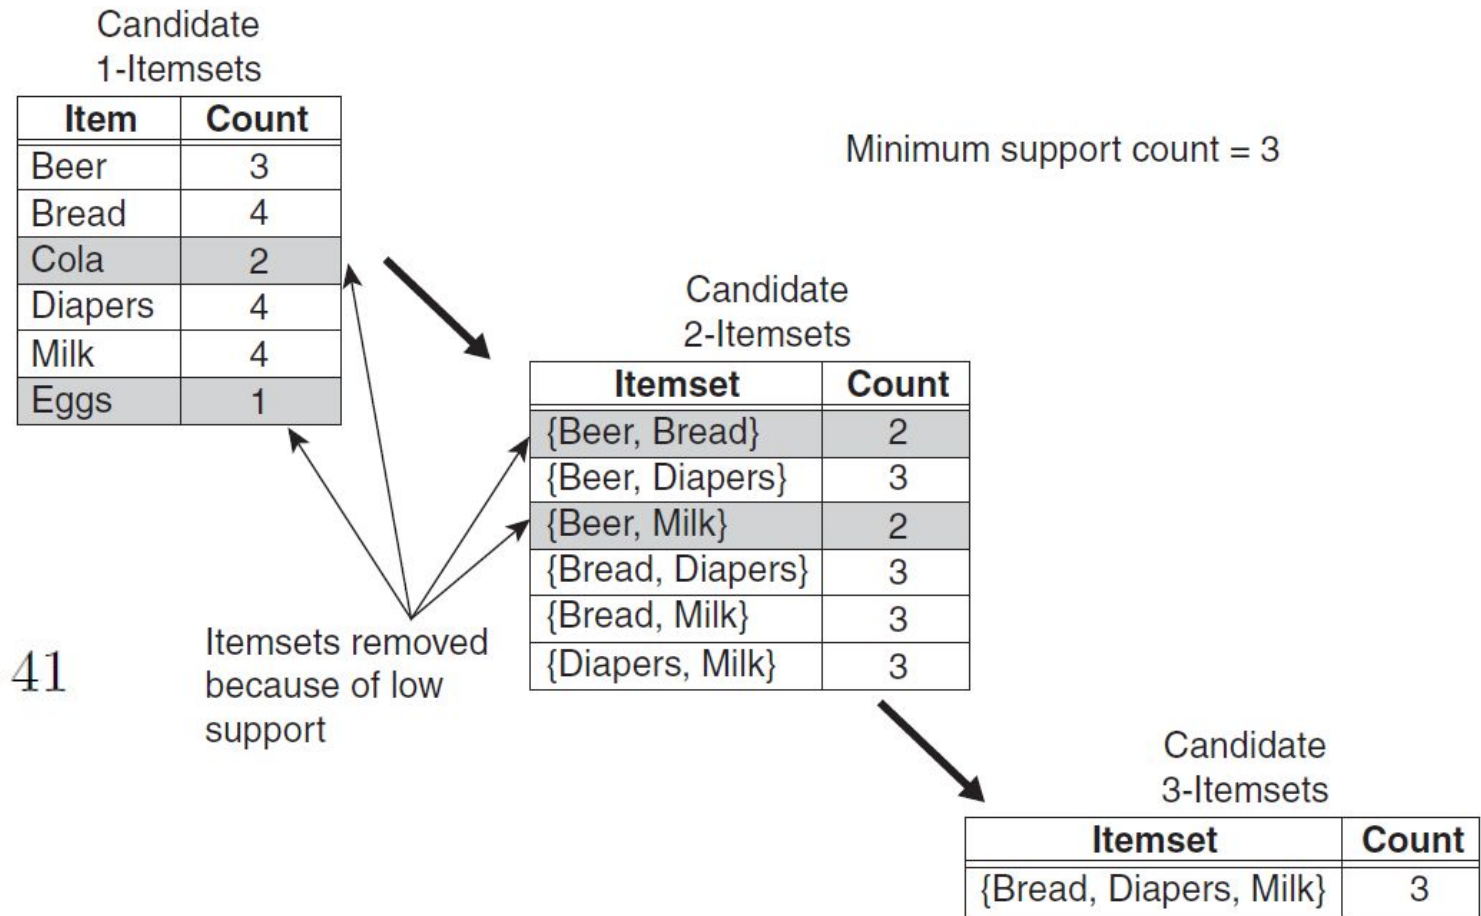 Candidate
1-Itemsets
Item Count
Beer 3
Bread 4
Cola 2
Diapers 4
Milk 4
Eggs 1
Minimum support count = 3
Candidate
2-Itemsets
Itemset Count
{Beer, Bread} 2
{Beer, Diapers} 3
{Beer, Milk} 2
{Bread, Diapers} 3
{Bread, Milk} 3
{Diapers, Milk} 3
Itemsets removed
because of low
support
41
Candidate
3-Itemsets
Itemset Count
{Bread, Diapers, Milk} 3